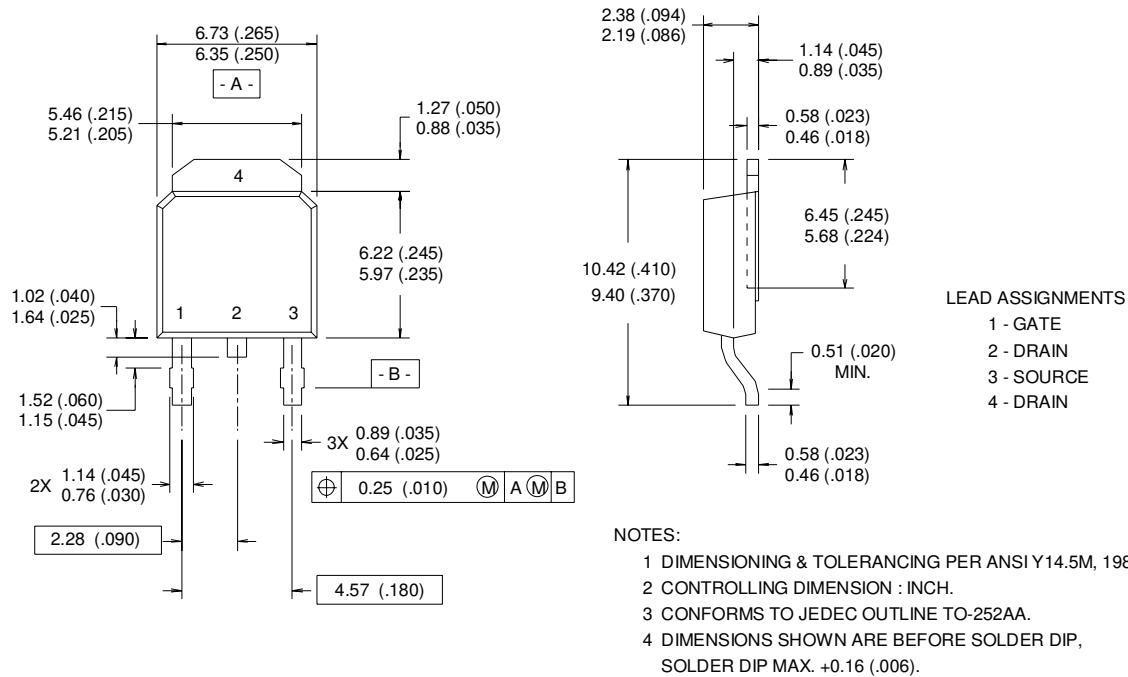 6.73 (.265)
6.35 (.250)
- A -
5.46 (.215)
5.21 (.205)
1.27 (.050)
0.88 (.035)
4
6.22 (.245)
5.97 (.235)
1.02 (.040)
1.64 (.025)
1 2 3
- B -
1.52 (.060)
1.15 (.045)
3X 0.89 (.035)
0.64 (.025)
2X 1.14 (.045)
0.76 (.030)
⌖ 0.25 (.010) Ⓜ A Ⓜ B
2.28 (.090)
4.57 (.180)
2.38 (.094)
2.19 (.086)
1.14 (.045)
0.89 (.035)
0.58 (.023)
0.46 (.018)
6.45 (.245)
5.68 (.224)
10.42 (.410)
9.40 (.370)
0.51 (.020)
MIN.
0.58 (.023)
0.46 (.018)
LEAD ASSIGNMENTS
1 - GATE
2 - DRAIN
3 - SOURCE
4 - DRAIN
NOTES:
1 DIMENSIONING & TOLERANCING PER ANSI Y14.5M, 198
2 CONTROLLING DIMENSION : INCH.
3 CONFORMS TO JEDEC OUTLINE TO-252AA.
4 DIMENSIONS SHOWN ARE BEFORE SOLDER DIP,
SOLDER DIP MAX. +0.16 (.006).